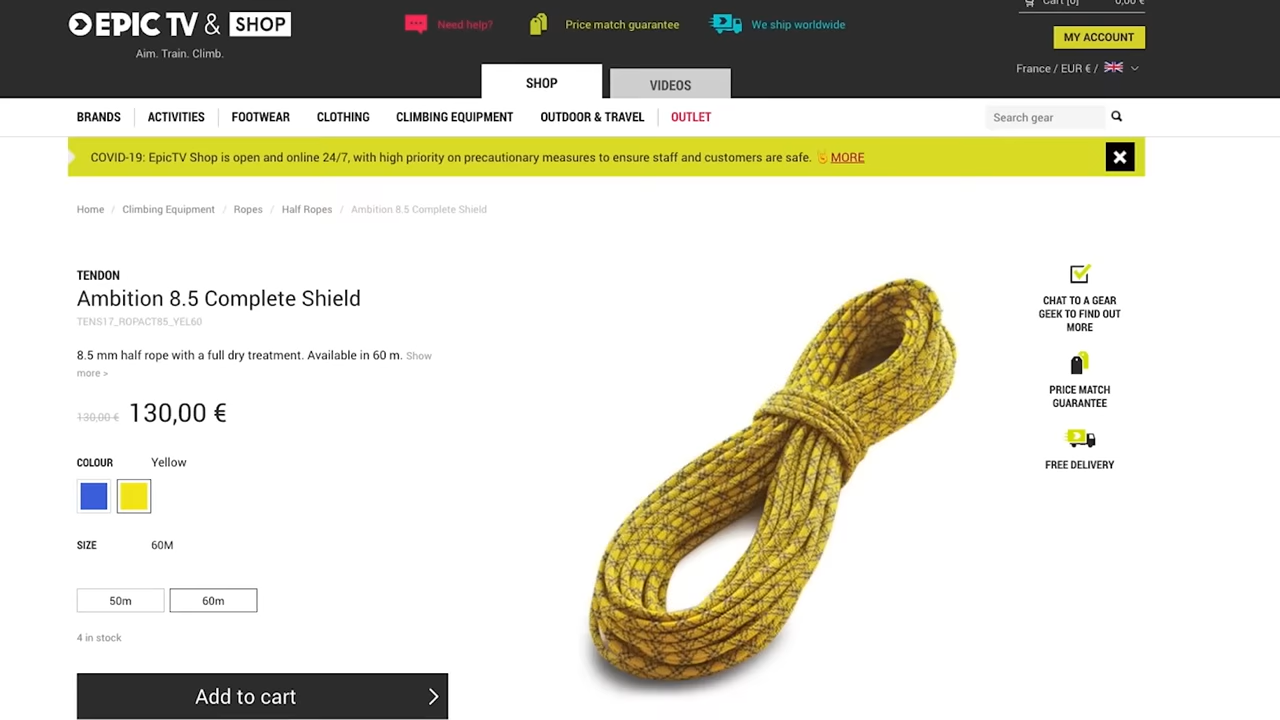 EPIC TV & SHOP
Aim. Train. Climb.
Need help?
Price match guarantee
We ship worldwide
Cart [0] 0,00 €
MY ACCOUNT
France / EUR € /
SHOP
VIDEOS
BRANDS
ACTIVITIES
FOOTWEAR
CLOTHING
CLIMBING EQUIPMENT
OUTDOOR & TRAVEL
OUTLET
Search gear
COVID-19: EpicTV Shop is open and online 24/7, with high priority on precautionary measures to ensure staff and customers are safe. 🤘MORE
Home / Climbing Equipment / Ropes / Half Ropes / Ambition 8.5 Complete Shield
TENDON
Ambition 8.5 Complete Shield
TENS17_ROPACT85_YEL60
8.5 mm half rope with a full dry treatment. Available in 60 m. Show
more >
130,00 € 130,00 €
COLOUR Yellow
SIZE 60M
50m
60m
4 in stock
Add to cart
CHAT TO A GEAR
GEEK TO FIND OUT
MORE
PRICE MATCH
GUARANTEE
FREE DELIVERY